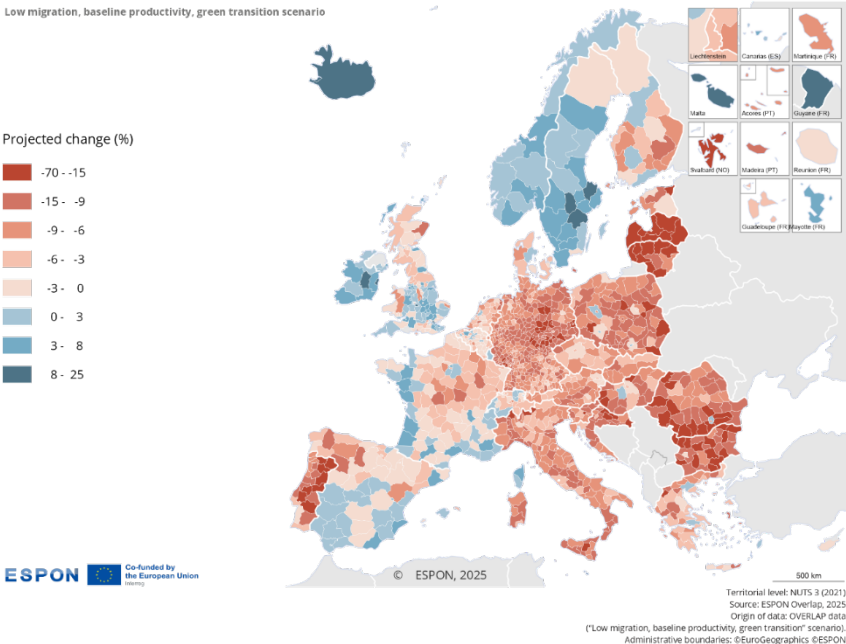 Low migration, baseline productivity, green transition scenario
Liechtenstein
Canarias (ES)
Martinique (FR)
Malta
Acores (PT)
Guyane (FR)
Svalbard (NO)
Madeira (PT)
Reunion (FR)
Guadeloupe (FR)
Mayotte (FR)
Projected change (%)
-70 - -15
-15 - -9
-9 - -6
-6 - -3
-3 - 0
0 - 3
3 - 8
8 - 25
ESPON
Co-funded by
the European Union
Interreg
© ESPON, 2025
500 km
Territorial level: NUTS 3 (2021)
Source: ESPON Overlap, 2025
Origin of data: OVERLAP data
("Low migration, baseline productivity, green transition" scenario).
Administrative boundaries: ©EuroGeographics ©ESPON